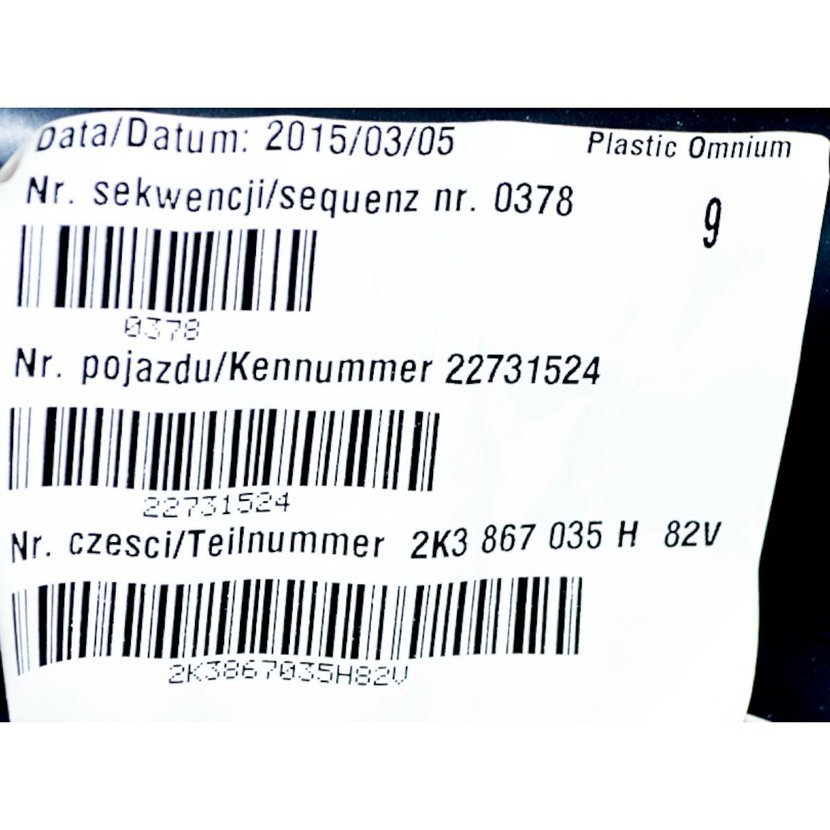 Data/Datum: 2015/03/05 Plastic Omnium
Nr. sekwencji/sequenz nr. 0378
9
0378
Nr. pojazdu/Kennummer 22731524
22731524
Nr. czesci/Teilnummer 2K3 867 035 H 82V
2K3867035H82V